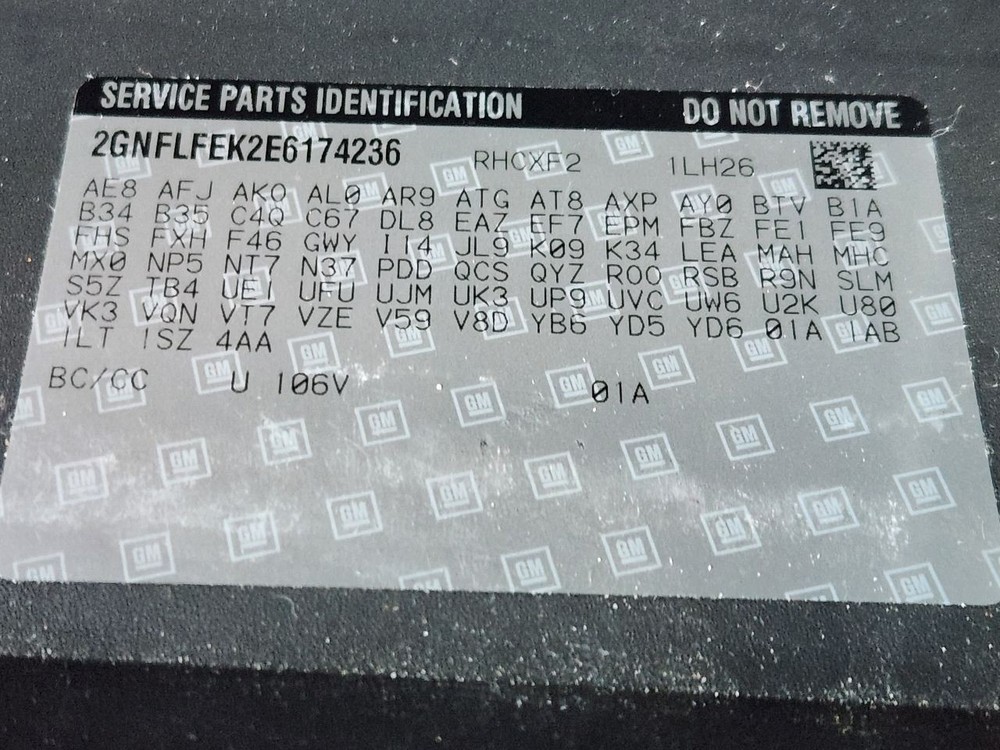 SERVICE PARTS IDENTIFICATION DO NOT REMOVE
2GNFLFEK2E6174236 RHCXF2 1LH26
AE8 AFJ AKO AL0 AR9 ATG AT8 AXP AY0 BTV B1A
B34 B35 C4Q C67 DL8 EAZ EF7 EPM FBZ FE1 FE9
FHS FXH F46 GWY I14 JL9 K09 K34 LEA MAH MHC
MX0 NP5 NT7 N37 PDD QCS QYZ ROO RSB R9N SLM
S5Z TB4 UE1 UFU UJM UK3 UP9 UVC UW6 U2K U80
VK3 VQN VT7 VZE V59 V8D YB6 YD5 YD6 01A 1AB
1LT 1SZ 4AA
BC/CC U 106V 01A